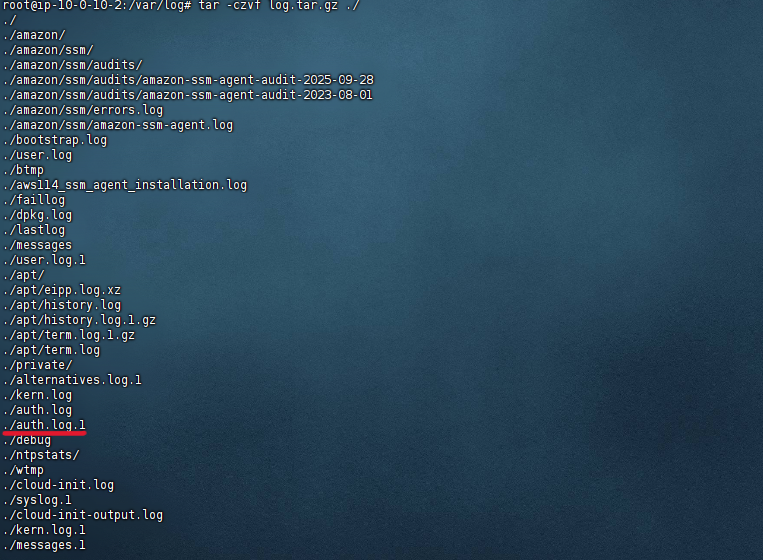 root@ip-10-0-10-2:/var/log# tar -czvf log.tar.gz ./
./
./amazon/
./amazon/ssm/
./amazon/ssm/audits/
./amazon/ssm/audits/amazon-ssm-agent-audit-2025-09-28
./amazon/ssm/audits/amazon-ssm-agent-audit-2023-08-01
./amazon/ssm/errors.log
./amazon/ssm/amazon-ssm-agent.log
./bootstrap.log
./user.log
./btmp
./aws114_ssm_agent_installation.log
./faillog
./dpkg.log
./lastlog
./messages
./user.log.1
./apt/
./apt/eipp.log.xz
./apt/history.log
./apt/history.log.1.gz
./apt/term.log.1.gz
./apt/term.log
./private/
./alternatives.log.1
./kern.log
./auth.log
./auth.log.1
./debug
./ntpstats/
./wtmp
./cloud-init.log
./syslog.1
./cloud-init-output.log
./kern.log.1
./messages.1